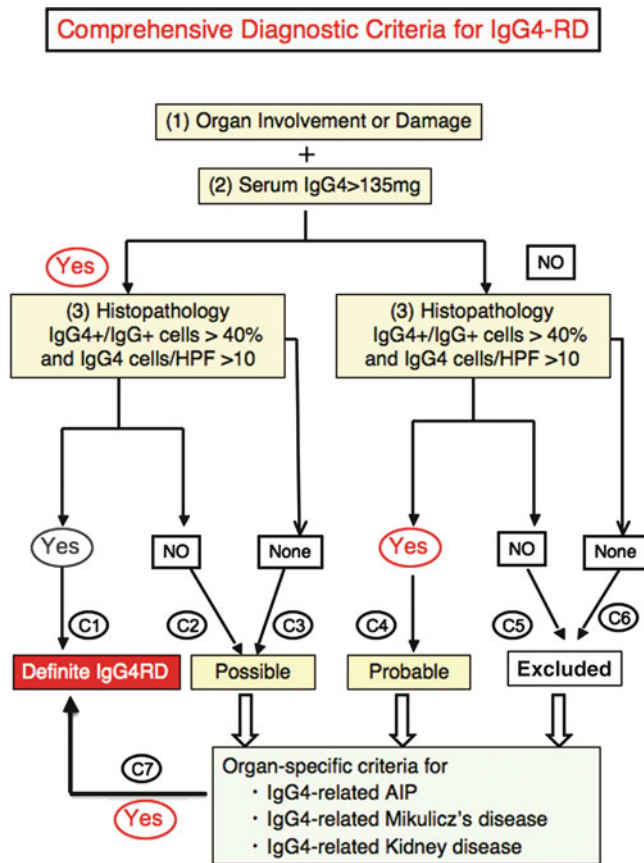 Comprehensive Diagnostic Criteria for IgG4-RD
(1) Organ Involvement or Damage
+
(2) Serum IgG4>135mg
Yes
NO
(3) Histopathology
IgG4+/IgG+ cells > 40%
and IgG4 cells/HPF >10
(3) Histopathology
IgG4+/IgG+ cells > 40%
and IgG4 cells/HPF >10
Yes
NO
None
Yes
NO
None
C1
C2
C3
C4
C5
C6
Definite IgG4RD
Possible
Probable
Excluded
C7
Yes
Organ-specific criteria for
・IgG4-related AIP
・IgG4-related Mikulicz's disease
・IgG4-related Kidney disease